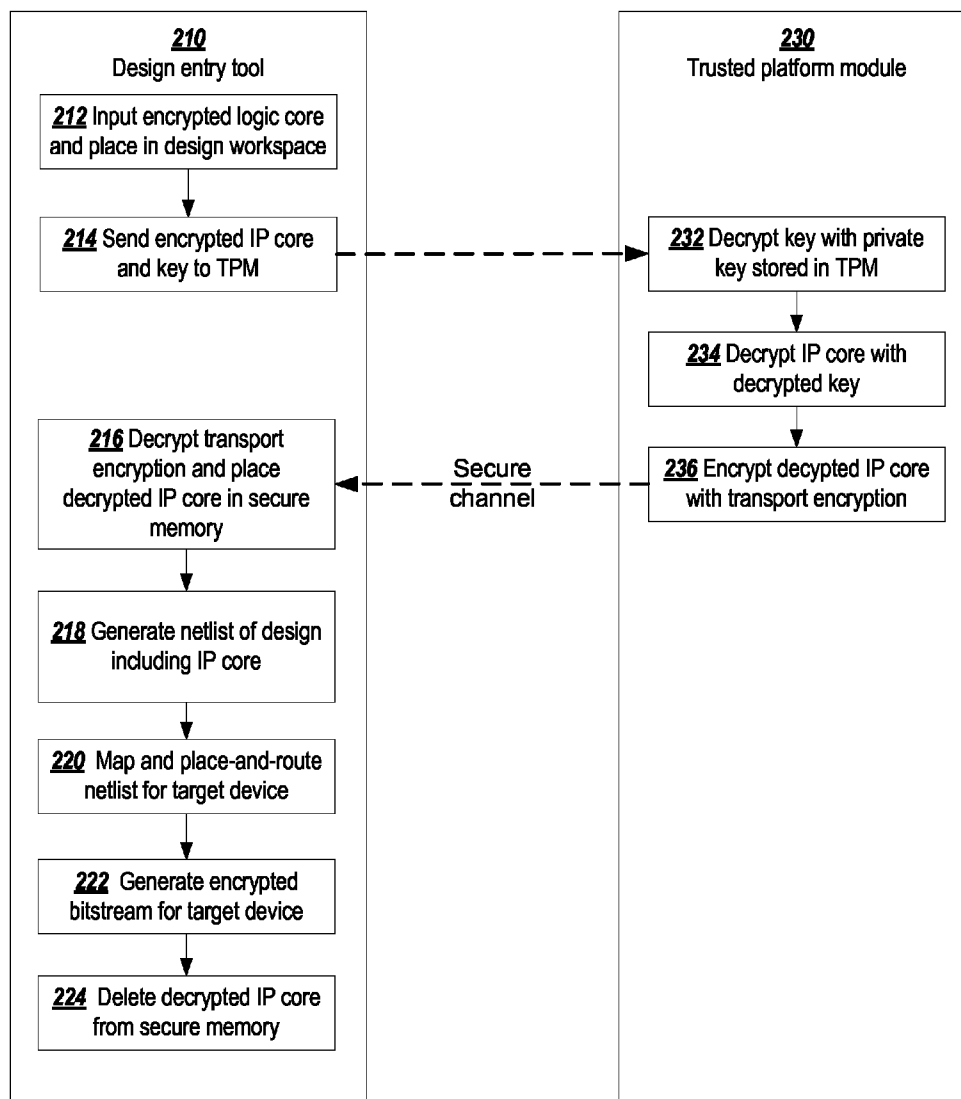 210
Design entry tool
212 Input encrypted logic core
and place in design workspace
214 Send encrypted IP core
and key to TPM
216 Decrypt transport
encryption and place
decrypted IP core in secure
memory
218 Generate netlist of design
including IP core
220 Map and place-and-route
netlist for target device
222 Generate encrypted
bitstream for target device
224 Delete decrypted IP core
from secure memory
Secure
channel
230
Trusted platform module
232 Decrypt key with private
key stored in TPM
234 Decrypt IP core with
decrypted key
236 Encrypt decypted IP core
with transport encryption